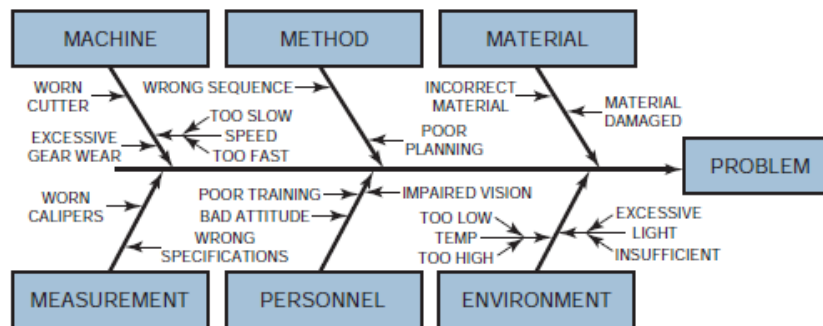 MACHINE
METHOD
MATERIAL
WORN
CUTTER
EXCESSIVE
GEAR WEAR
TOO SLOW
SPEED
TOO FAST
WRONG SEQUENCE
POOR
PLANNING
INCORRECT
MATERIAL
MATERIAL
DAMAGED
PROBLEM
WORN
CALIPERS
WRONG
SPECIFICATIONS
POOR TRAINING
BAD ATTITUDE
IMPAIRED VISION
TOO LOW
TEMP
TOO HIGH
EXCESSIVE
LIGHT
INSUFFICIENT
MEASUREMENT
PERSONNEL
ENVIRONMENT